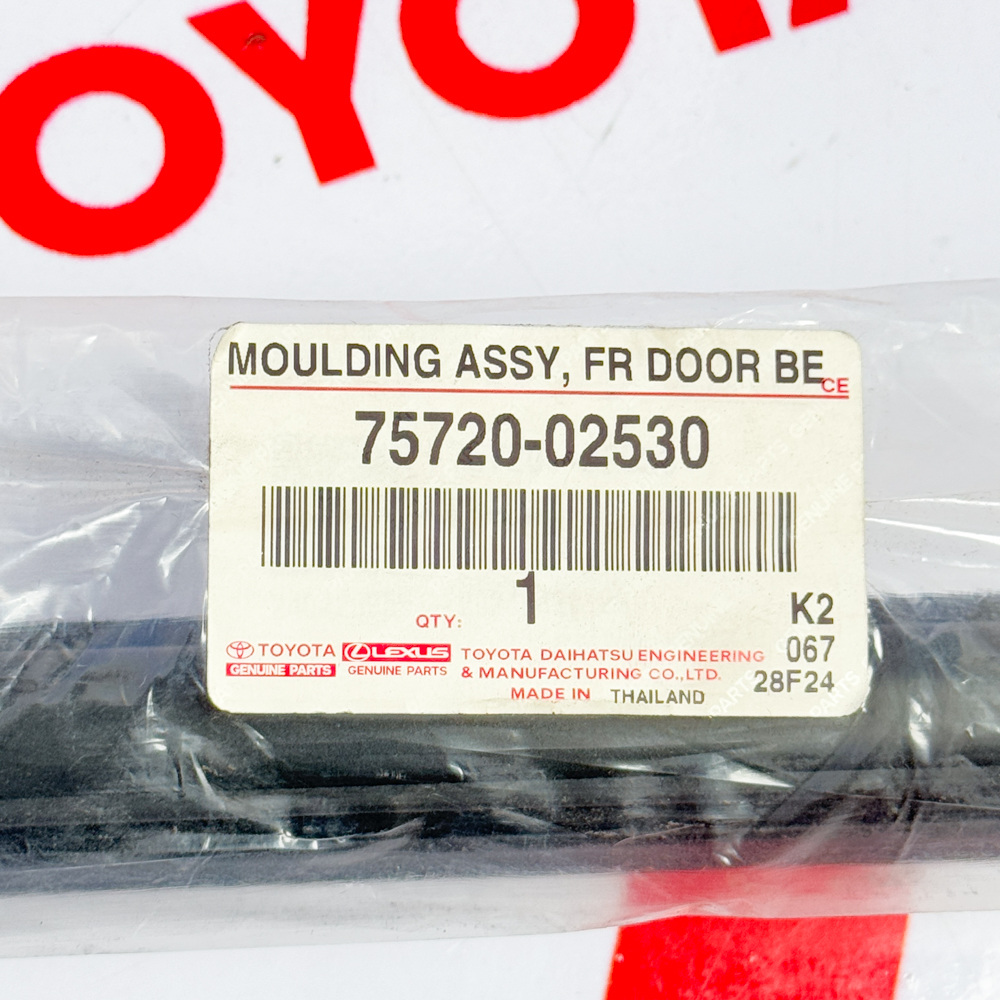 TOYOTA
MOULDING ASSY, FR DOOR BE
CE
75720-02530
1
QTY:
K2
067
28F24
TOYOTA
GENUINE PARTS
LEXUS
GENUINE PARTS
TOYOTA DAIHATSU ENGINEERING
& MANUFACTURING CO., LTD.
MADE IN THAILAND